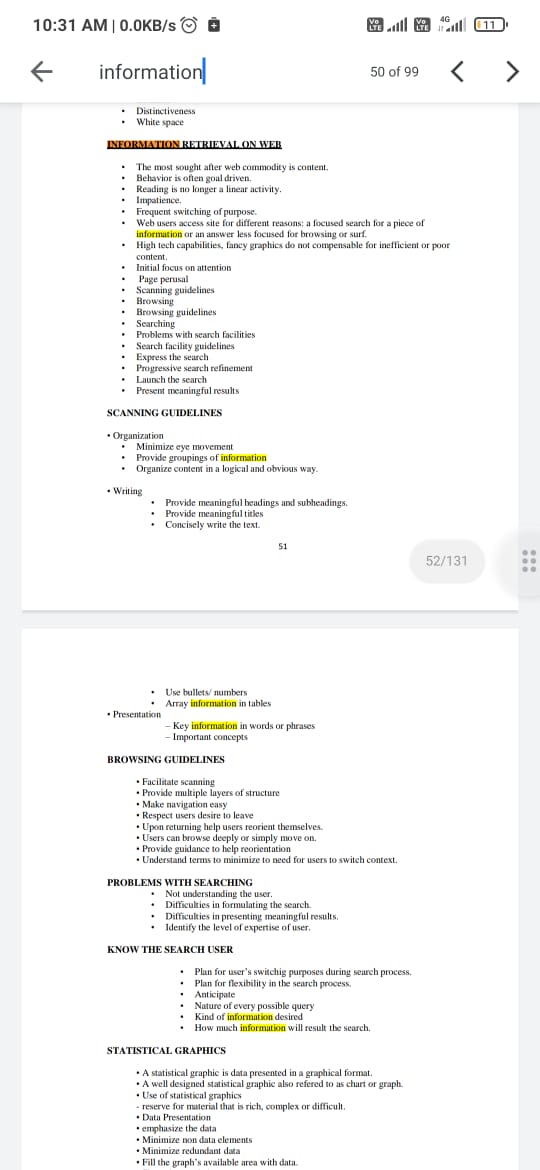 10:31 AM | 0.0KB/s
Vo LTE Vo LTE 4G 11
information 50 of 99
• Distinctiveness
• White space
INFORMATION RETRIEVAL ON WEB
• The most sought after web commodity is content.
• Behavior is often goal driven.
• Reading is no longer a linear activity.
• Impatience.
• Frequent switching of purpose.
• Web users access site for different reasons: a focused search for a piece of
information or an answer less focused for browsing or surf.
• High tech capabilities, fancy graphics do not compensable for inefficient or poor
content.
• Initial focus on attention
• Page perusal
• Scanning guidelines
• Browsing
• Browsing guidelines
• Searching
• Problems with search facilities
• Search facility guidelines
• Express the search
• Progressive search refinement
• Launch the search
• Present meaningful results
SCANNING GUIDELINES
• Organization
• Minimize eye movement
• Provide groupings of information
• Organize content in a logical and obvious way.
• Writing
• Provide meaningful headings and subheadings.
• Provide meaningful titles
• Concisely write the text.
51
52/131
• Use bullets/ numbers
• Array information in tables
• Presentation
– Key information in words or phrases
– Important concepts
BROWSING GUIDELINES
• Facilitate scanning
• Provide multiple layers of structure
• Make navigation easy
• Respect users desire to leave
• Upon returning help users reorient themselves.
• Users can browse deeply or simply move on.
• Provide guidance to help reorientation
• Understand terms to minimize to need for users to switch context.
PROBLEMS WITH SEARCHING
• Not understanding the user.
• Difficulties in formulating the search.
• Difficulties in presenting meaningful results.
• Identify the level of expertise of user.
KNOW THE SEARCH USER
• Plan for user's switchig purposes during search process.
• Plan for flexibility in the search process.
• Anticipate
• Nature of every possible query
• Kind of information desired
• How much information will result the search.
STATISTICAL GRAPHICS
• A statistical graphic is data presented in a graphical format.
• A well designed statistical graphic also refered to as chart or graph.
• Use of statistical graphics
- reserve for material that is rich, complex or difficult.
• Data Presentation
• emphasize the data
• Minimize non data elements
• Minimize redundant data
• Fill the graph's available area with data.